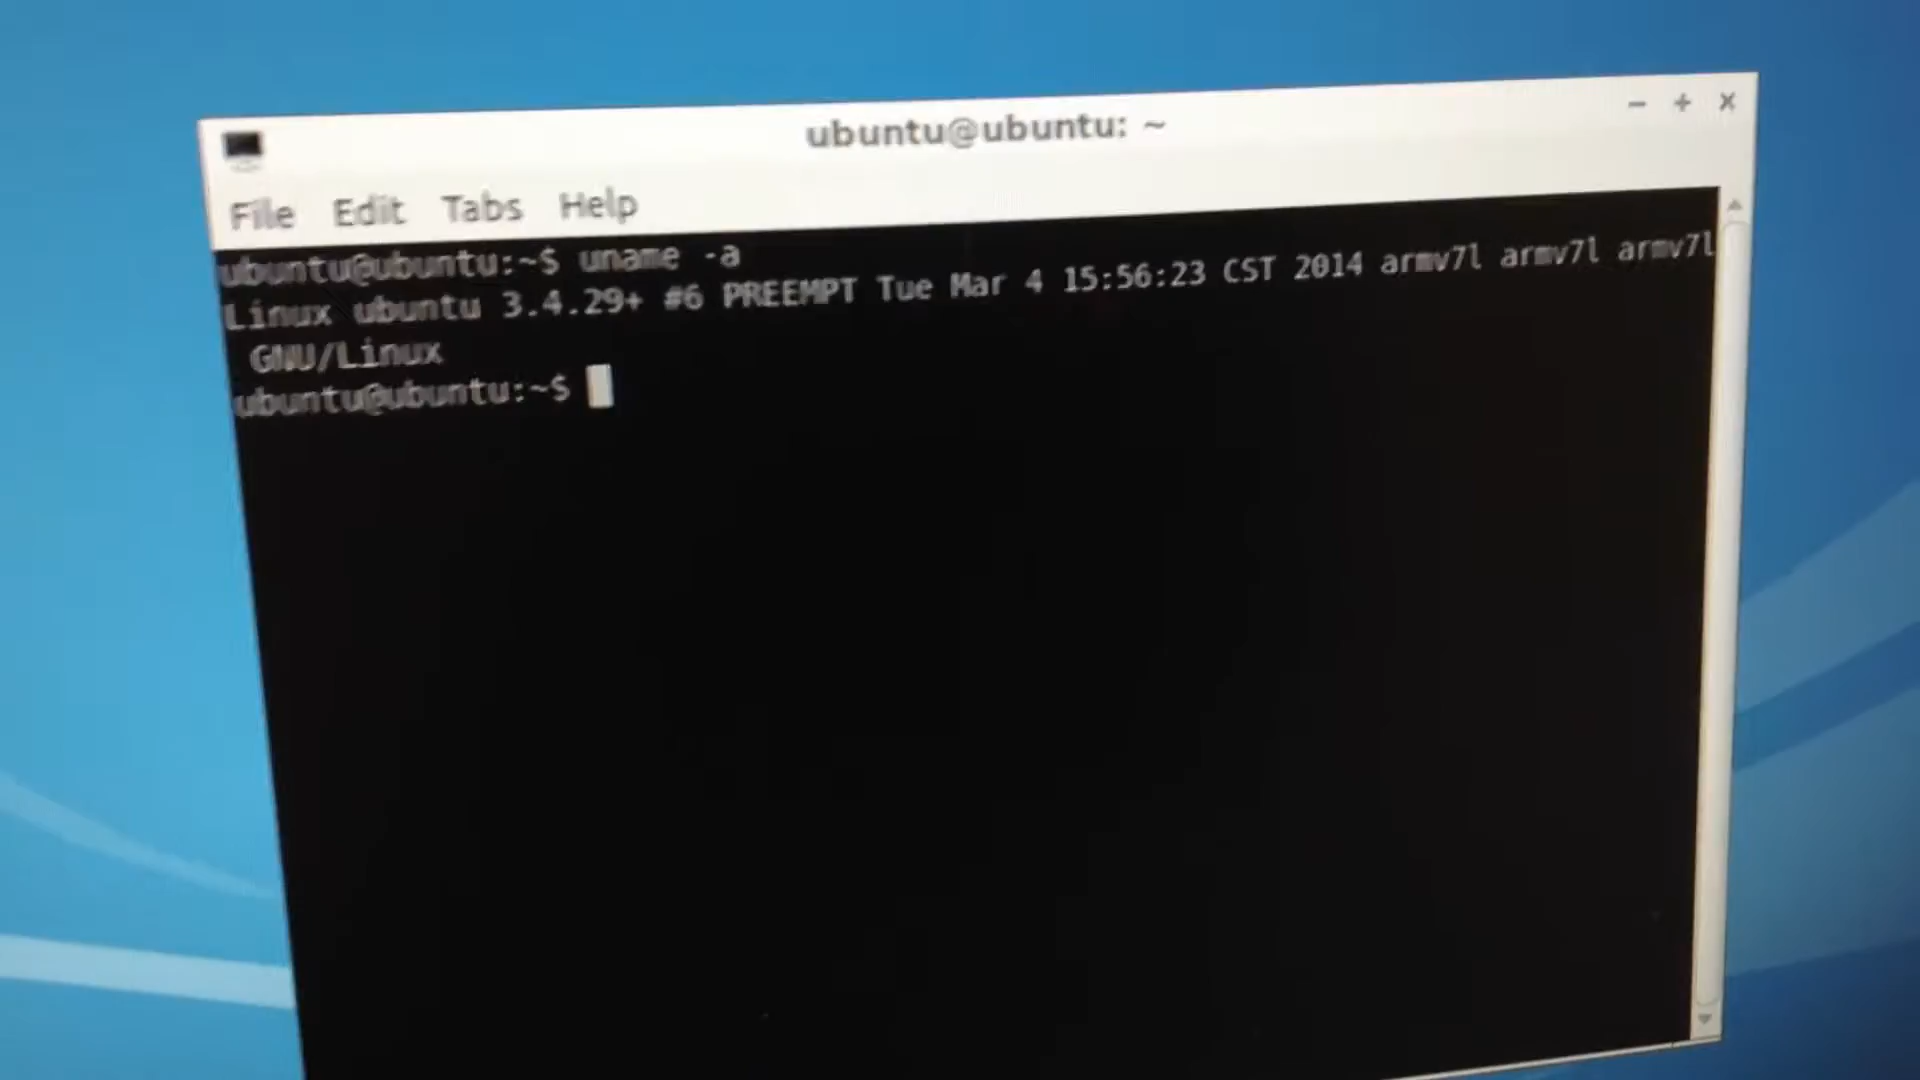 ubuntu@ubuntu: ~
File Edit Tabs Help
ubuntu@ubuntu:~$ uname -a
Linux ubuntu 3.4.29+ #6 PREEMPT Tue Mar 4 15:56:23 CST 2014 armv7l armv7l armv7l
GNU/Linux
ubuntu@ubuntu:~$